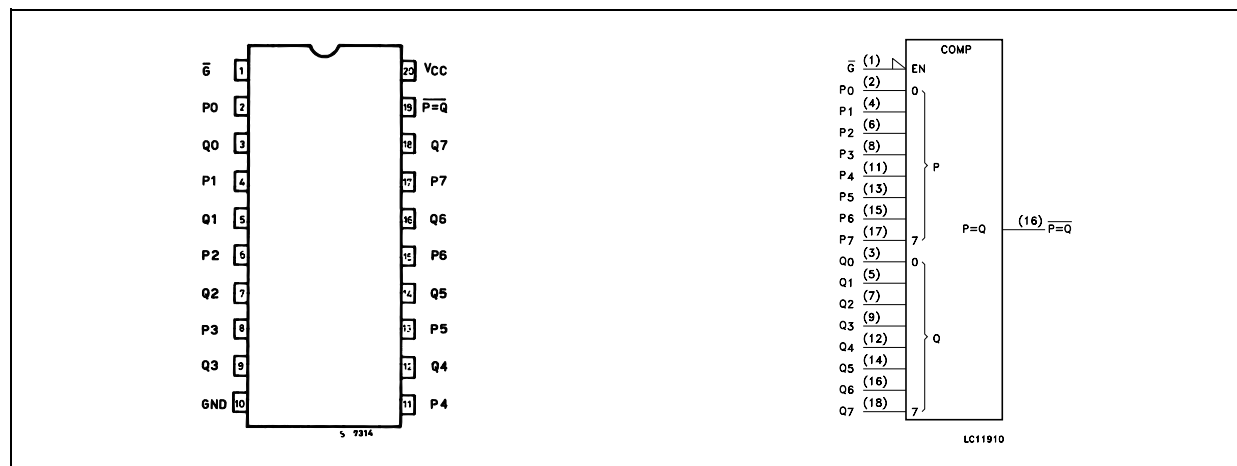 G̅ 1 20 VCC
P0 2 19 P=Q
Q0 3 18 Q7
P1 4 17 P7
Q1 5 16 Q6
P2 6 15 P6
Q2 7 14 Q5
P3 8 13 P5
Q3 9 12 Q4
GND 10 11 P4
S 7314
COMP
G̅ (1) EN
P0 (2) 0
P1 (4)
P2 (6)
P3 (8)
P
P4 (11)
P5 (13)
P6 (15)
P=Q (16) P=Q
P7 (17) 7
Q0 (3) 0
Q1 (5)
Q2 (7)
Q3 (9)
Q
Q4 (12)
Q5 (14)
Q6 (16)
Q7 (18) 7
LC11910